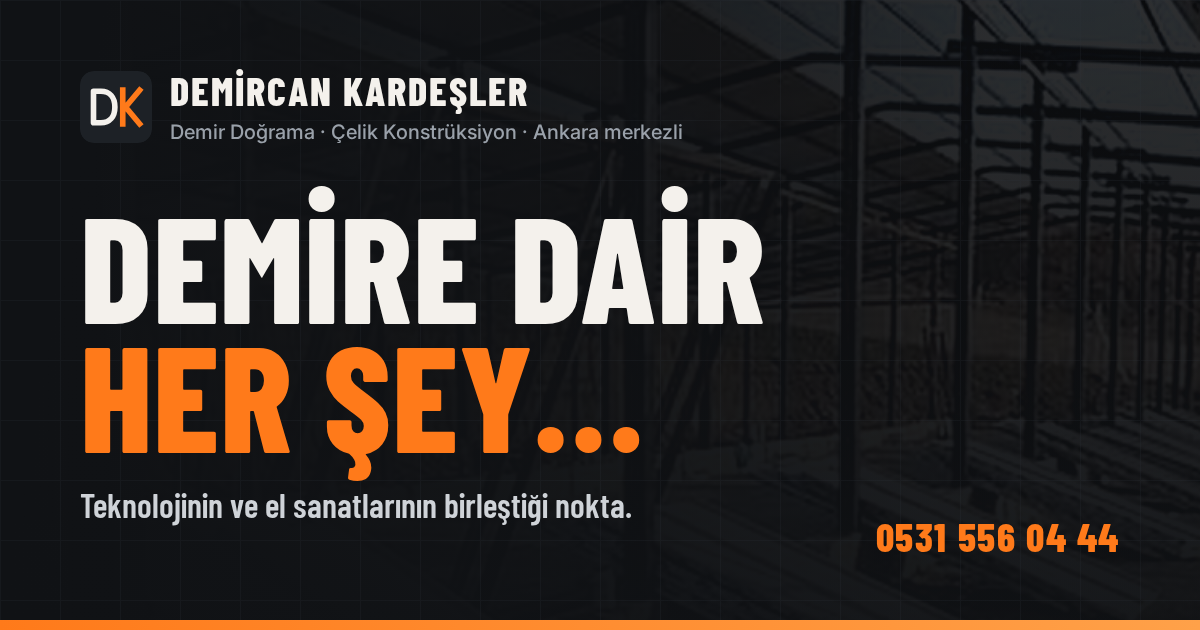 DK
DEMİRCAN KARDEŞLER
Demir Doğrama · Çelik Konstrüksiyon · Ankara merkezli
DEMİRE DAİR
HER ŞEY...
Teknolojinin ve el sanatlarının birleştiği nokta.
0531 556 04 44